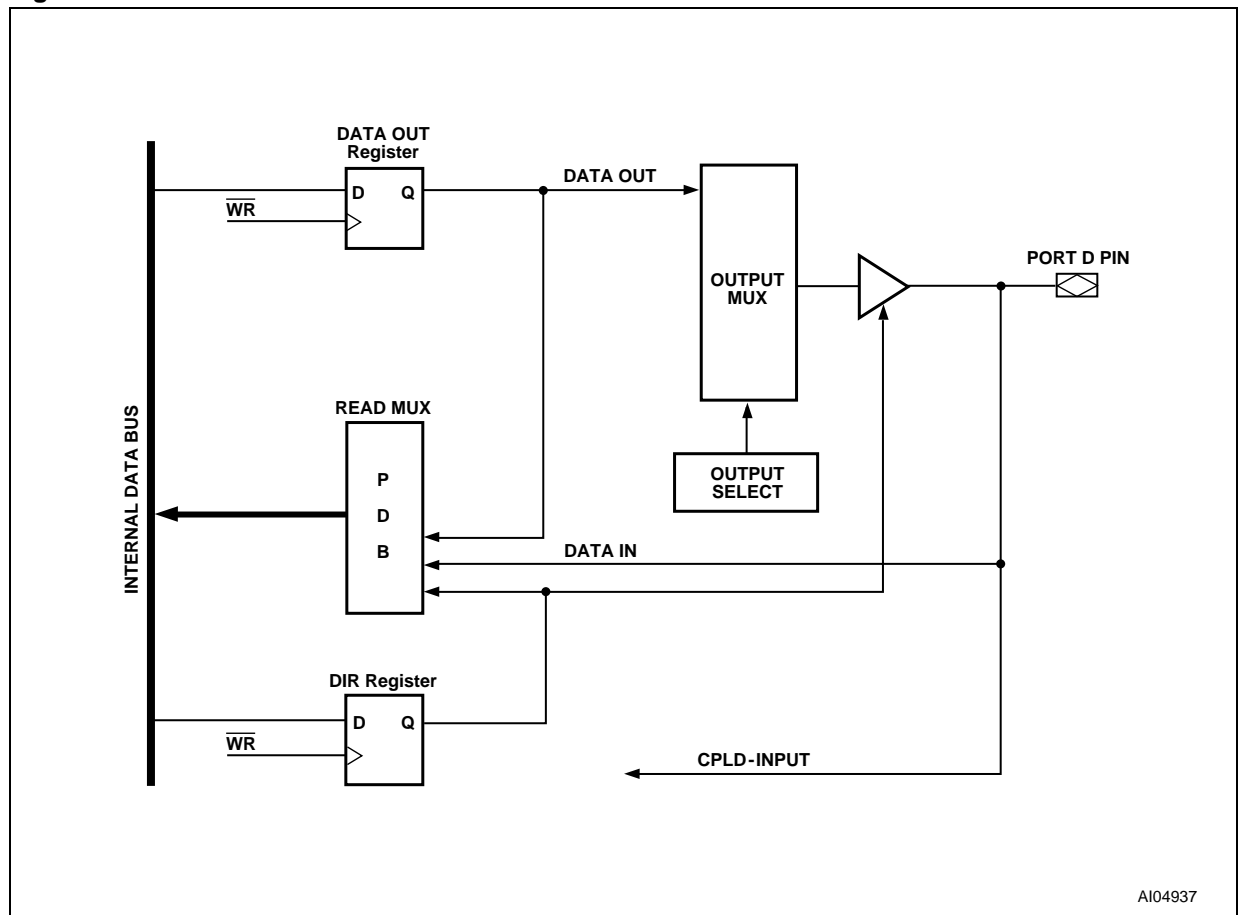 DATA OUT
Register
D Q
WR
DATA OUT
OUTPUT
MUX
PORT D PIN
INTERNAL DATA BUS
READ MUX
P
D
B
OUTPUT
SELECT
DATA IN
DIR Register
D Q
WR
CPLD-INPUT
AI04937